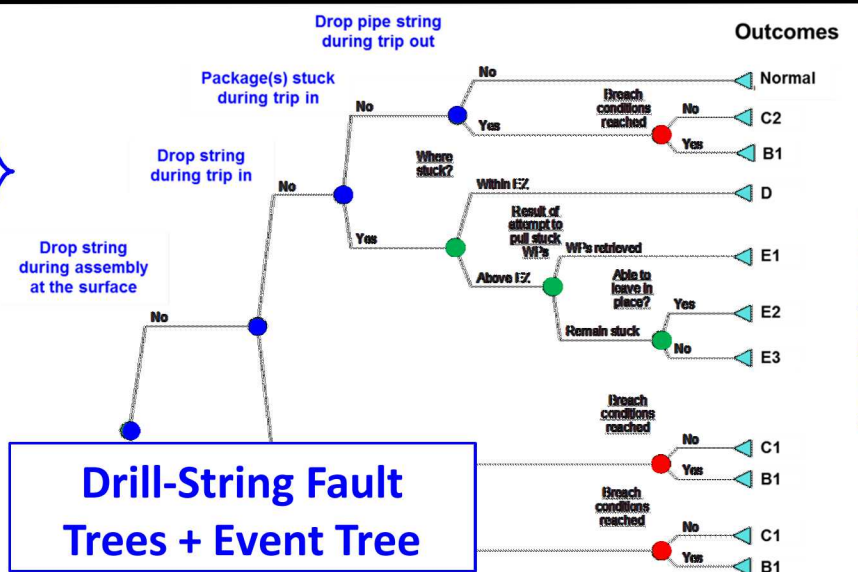 Drop pipe string
during trip out
Outcomes
Package(s) stuck
during trip in
No
Normal
Breach
conditions
reached
No
C2
No
Yes
Yes
B1
Drop string
during trip in
Where
stuck?
No
Within EZ
D
Result of
attempt to
pull stuck
WPs
Yes
WPs retrieved
E1
Drop string
during assembly
at the surface
Above EZ
Able to
leave in
place?
Yes
E2
No
Remain stuck
No
E3
Breach
conditions
reached
No
C1
Yes
B1
Drill-String Fault
Trees + Event Tree
Breach
conditions
reached
No
C1
Yes
B1